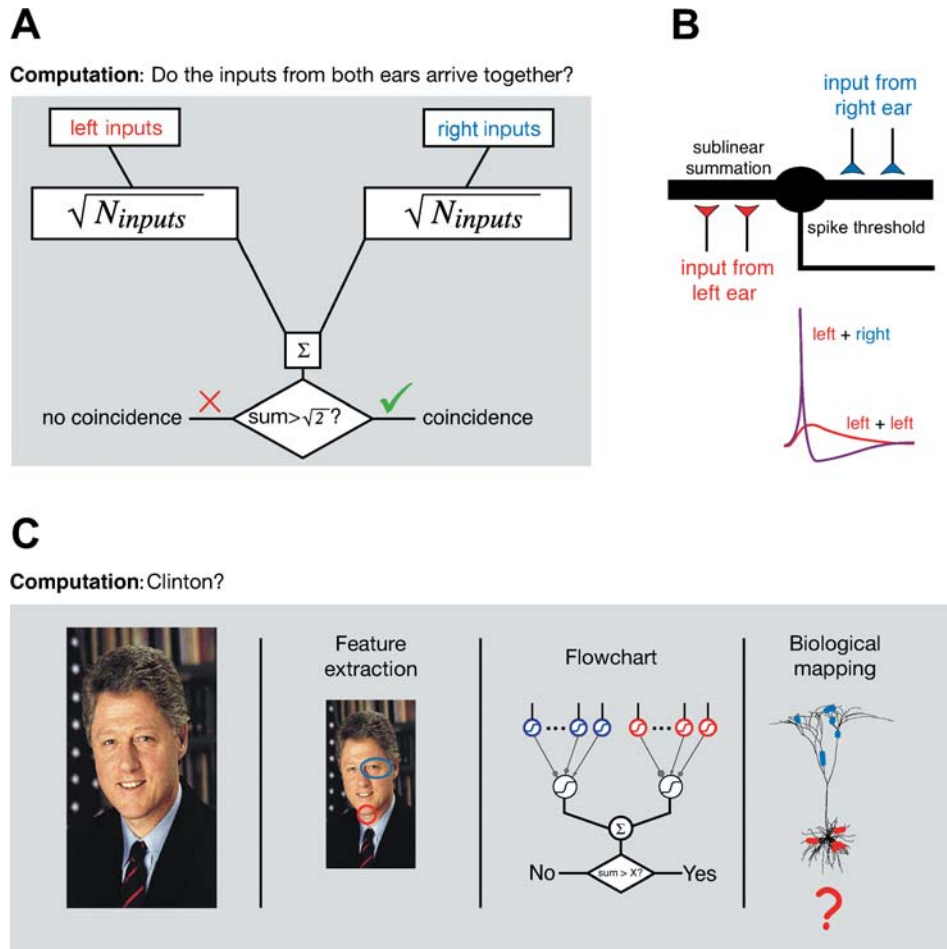 A
Computation: Do the inputs from both ears arrive together?
left inputs
right inputs
√N_inputs
√N_inputs
Σ
sum>√2?
no coincidence
coincidence
B
input from
right ear
sublinear
summation
spike threshold
input from
left ear
left + right
left + left
C
Computation: Clinton?
Feature
extraction
Flowchart
Σ
sum > X?
No
Yes
Biological
mapping
?